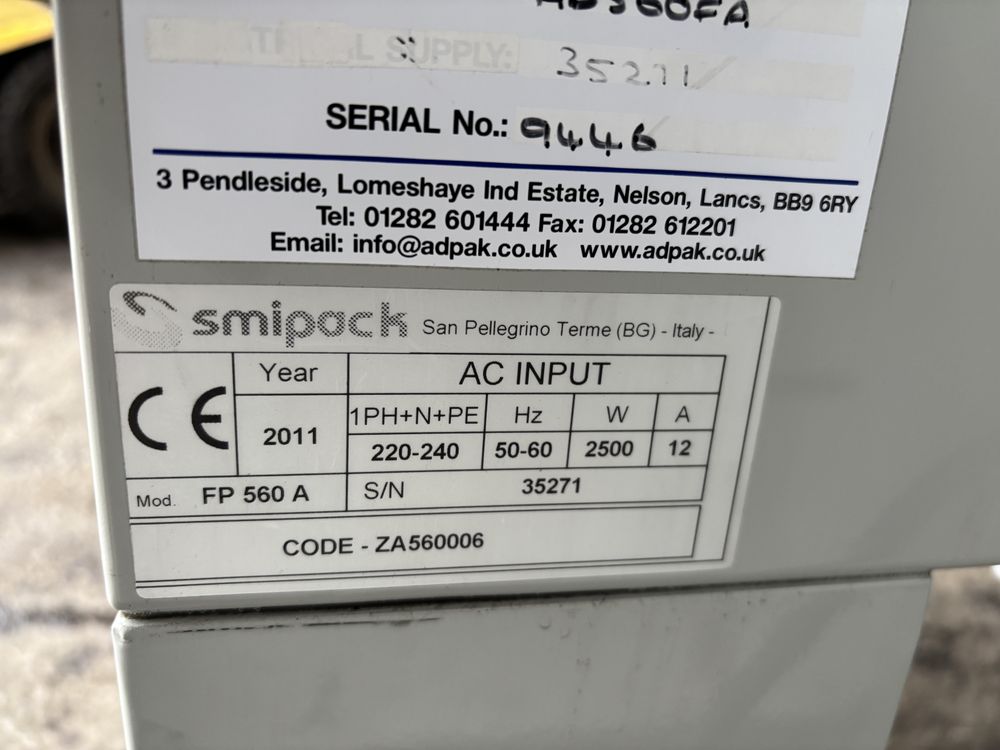 SUPPLY:
352.71
SERIAL No.: 9446
3 Pendleside, Lomeshaye Ind Estate, Nelson, Lancs, BB9 6RY
Tel: 01282 601444 Fax: 01282 612201
Email: info@adpak.co.uk www.adpak.co.uk
smipack San Pellegrino Terme (BG) - Italy -
CE Year AC INPUT
1PH+N+PE Hz W A
2011 220-240 50-60 2500 12
Mod. FP 560 A S/N 35271
CODE - ZA560006